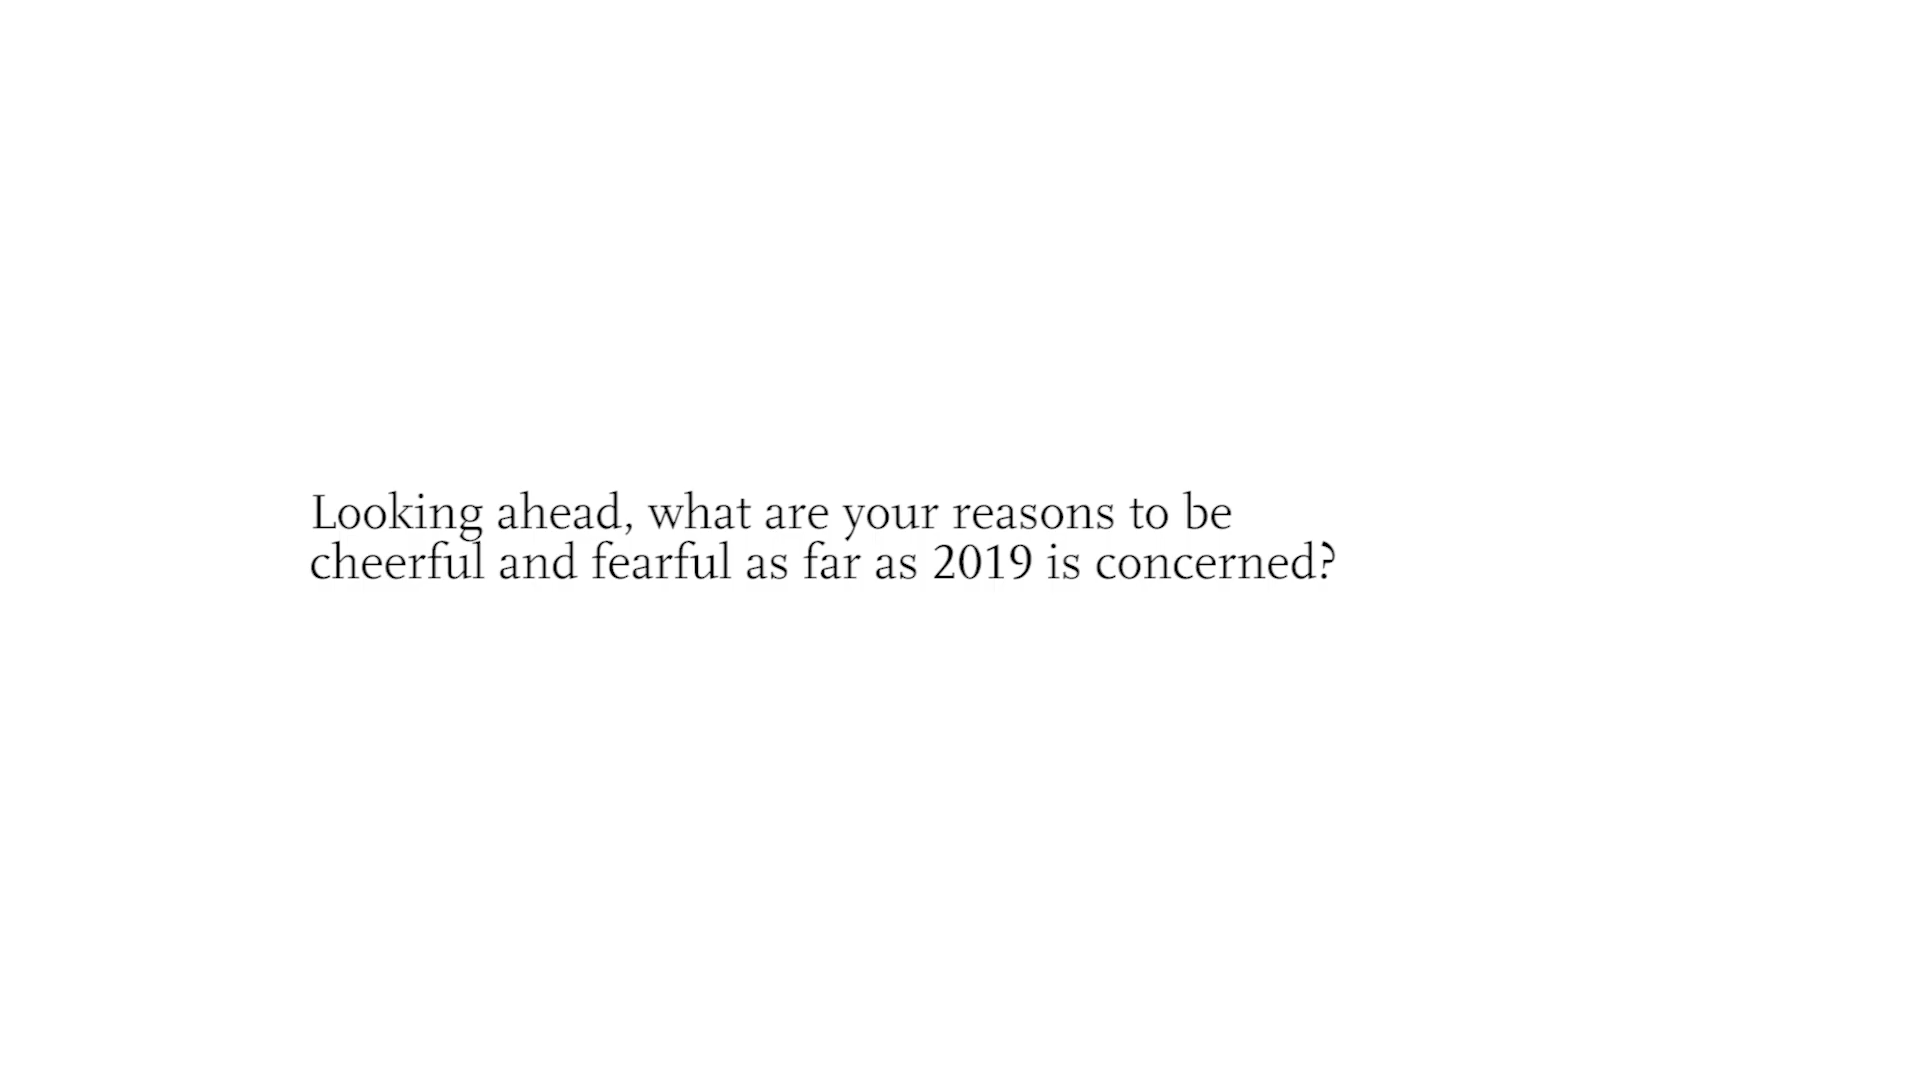 Looking ahead, what are your reasons to be
cheerful and fearful as far as 2019 is concerned?